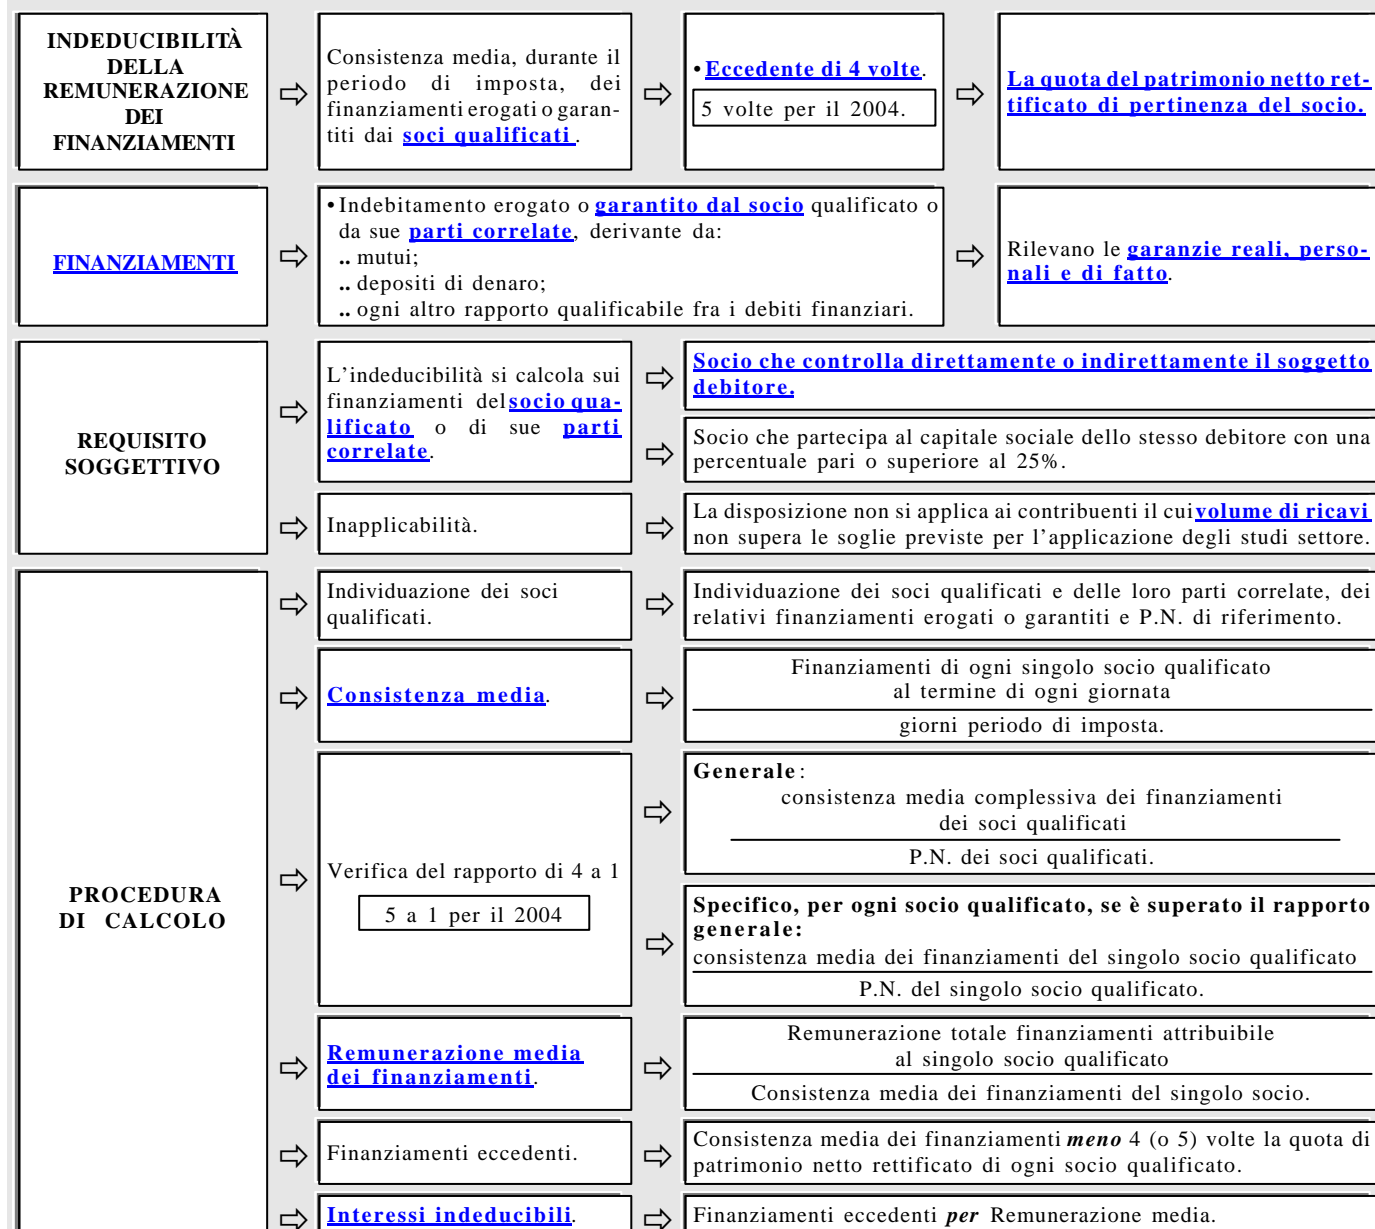 INDEDUCIBILITÀ
DELLA
REMUNERAZIONE
DEI
FINANZIAMENTI
Consistenza media, durante il
periodo di imposta, dei
finanziamenti erogati o garan-
titi dai soci qualificati.
• Eccedente di 4 volte.
5 volte per il 2004.
La quota del patrimonio netto ret-
tificato di pertinenza del socio.
FINANZIAMENTI
• Indebitamento erogato o garantito dal socio qualificato o
da sue parti correlate, derivante da:
.. mutui;
.. depositi di denaro;
.. ogni altro rapporto qualificabile fra i debiti finanziari.
Rilevano le garanzie reali, perso-
nali e di fatto.
REQUISITO
SOGGETTIVO
L'indeducibilità si calcola sui
finanziamenti del socio qua-
lificato o di sue parti
correlate.
Socio che controlla direttamente o indirettamente il soggetto
debitore.
Socio che partecipa al capitale sociale dello stesso debitore con una
percentuale pari o superiore al 25%.
Inapplicabilità.
La disposizione non si applica ai contribuenti il cui volume di ricavi
non supera le soglie previste per l'applicazione degli studi settore.
PROCEDURA
DI CALCOLO
Individuazione dei soci
qualificati.
Individuazione dei soci qualificati e delle loro parti correlate, dei
relativi finanziamenti erogati o garantiti e P.N. di riferimento.
Consistenza media.
Finanziamenti di ogni singolo socio qualificato
al termine di ogni giornata
giorni periodo di imposta.
Verifica del rapporto di 4 a 1
5 a 1 per il 2004
Generale:
consistenza media complessiva dei finanziamenti
dei soci qualificati
P.N. dei soci qualificati.
Specifico, per ogni socio qualificato, se è superato il rapporto
generale:
consistenza media dei finanziamenti del singolo socio qualificato
P.N. del singolo socio qualificato.
Remunerazione media
dei finanziamenti.
Remunerazione totale finanziamenti attribuibile
al singolo socio qualificato
Consistenza media dei finanziamenti del singolo socio.
Finanziamenti eccedenti.
Consistenza media dei finanziamenti meno 4 (o 5) volte la quota di
patrimonio netto rettificato di ogni socio qualificato.
Interessi indeducibili.
Finanziamenti eccedenti per Remunerazione media.